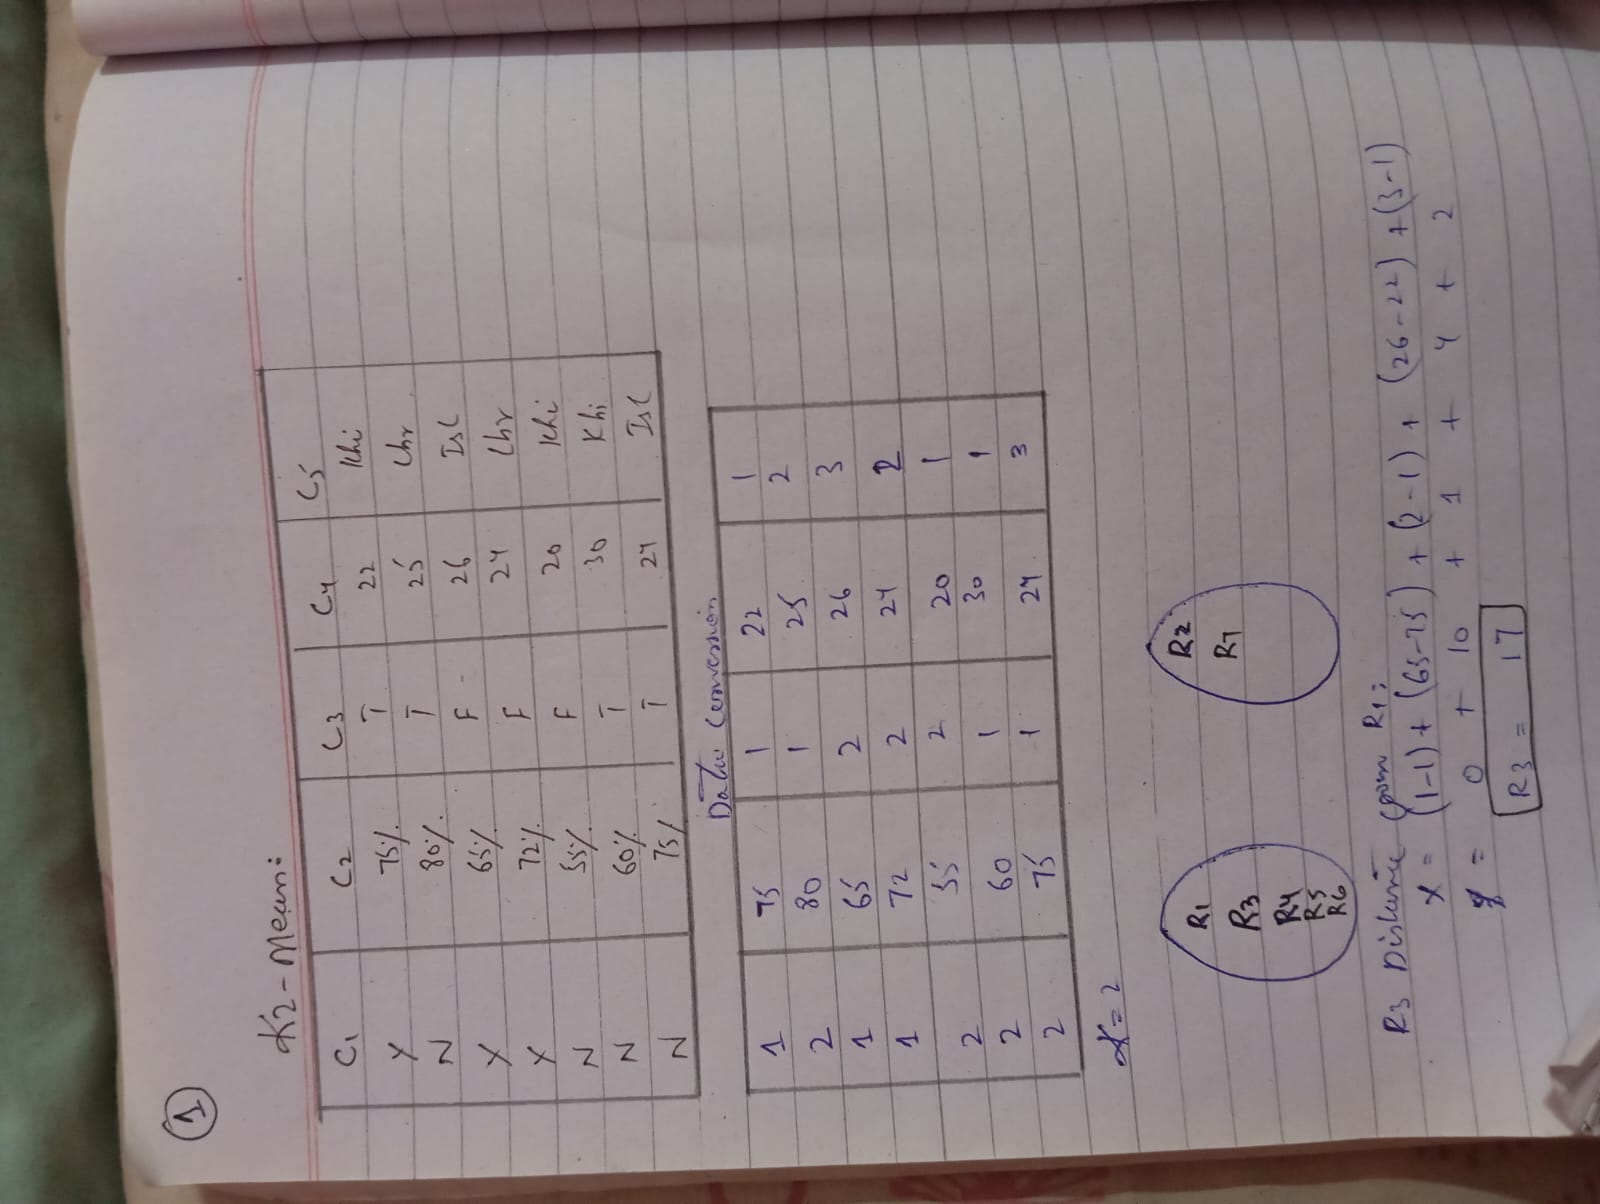 1
K2-Mean:
C1 C2 C3 C4 C5
Y 75% T 22 Khi
N 80% T 25 Lhr
Y 65% F 26 Isl
Y 72% F 24 Lhr
N 55% F 20 Khi
N 60% T 30 Khi
N 75% T 24 Isl
Data Conversion
1 75 1 22 1
2 80 1 25 2
1 65 2 26 3
1 72 2 24 2
2 55 2 20 1
2 60 1 30 1
2 75 1 24 3
K=2
R1 R2
R3 R7
R4
R5
R6
R3 Distance from R1:
x = (1-1) + (65-75) + (2-1) + (26-22) + (3-1)
= 0 + 10 + 1 + 4 + 2
R3 = 17